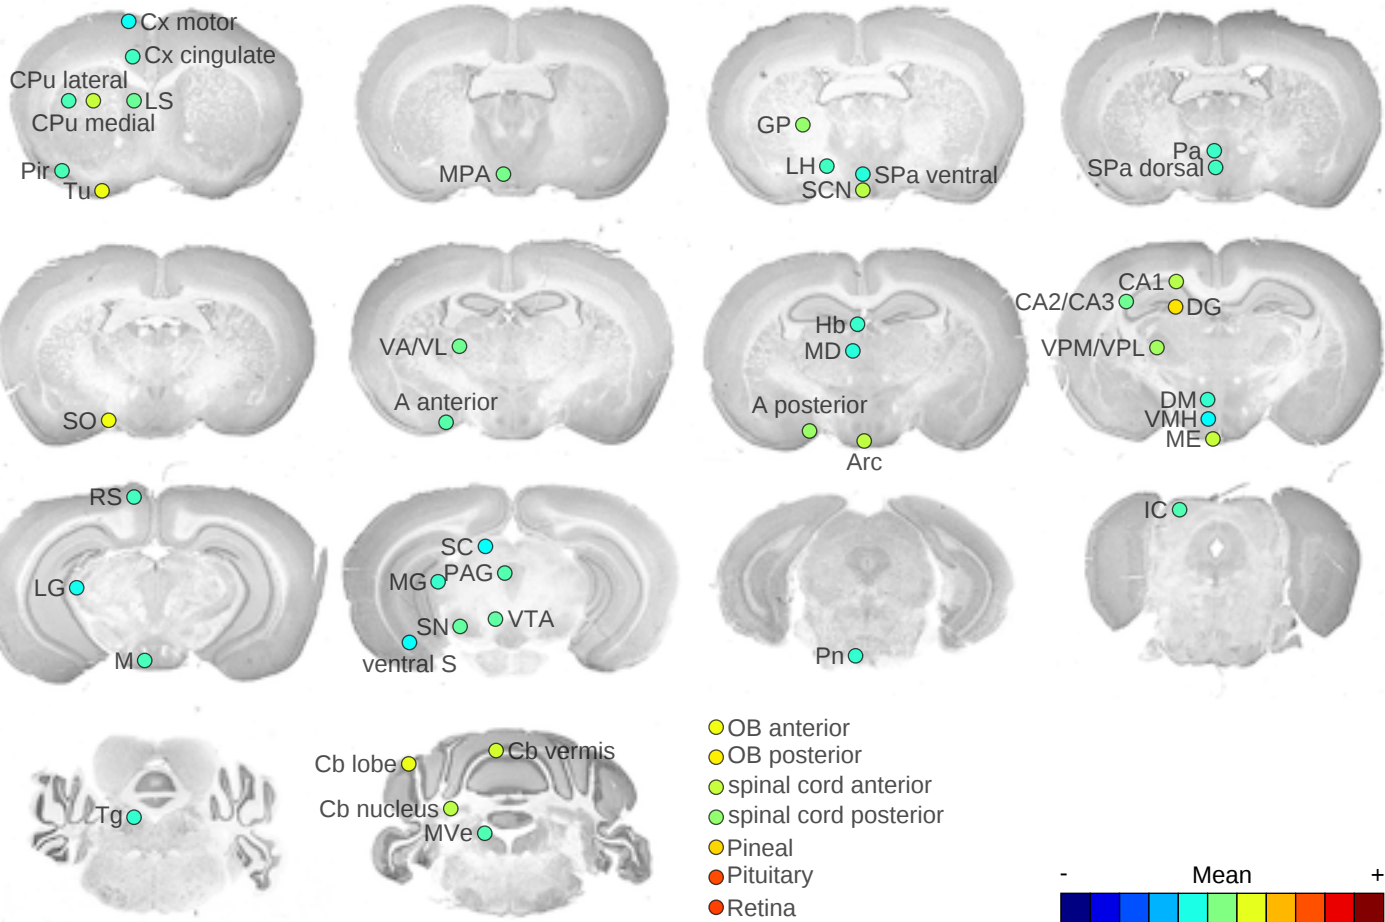 Cx motor
Cx cingulate
CPu lateral
LS
CPu medial
Pir
Tu
MPA
GP
LH
SPa ventral
SCN
Pa
SPa dorsal
SO
VA/VL
A anterior
Hb
MD
A posterior
Arc
CA1
CA2/CA3
DG
VPM/VPL
DM
VMH
ME
RS
LG
M
SC
PAG
MG
VTA
SN
ventral S
Pn
IC
Tg
Cb vermis
Cb lobe
Cb nucleus
MVe
OB anterior
OB posterior
spinal cord anterior
spinal cord posterior
Pineal
Pituitary
Retina
- Mean +